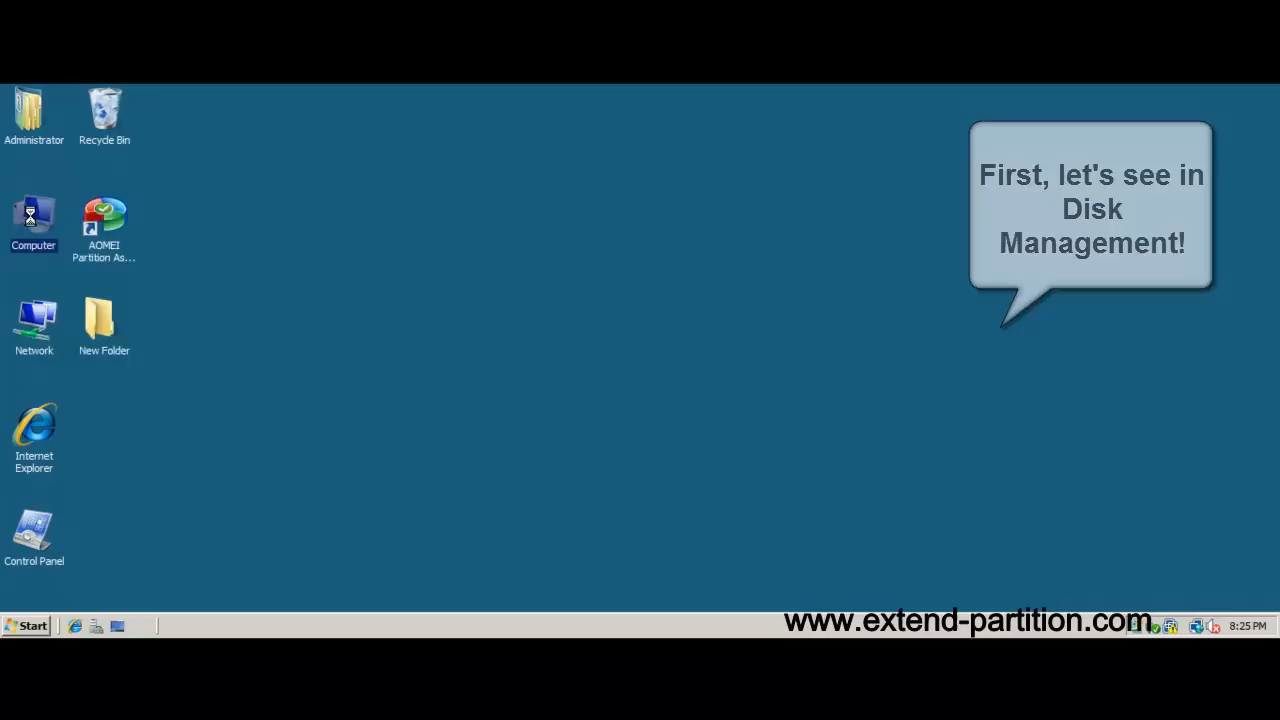 Administrator
Recycle Bin
First, let's see in
Disk
Management!
Computer
AOMEI
Partition As...
Network
New Folder
Internet
Explorer
Control Panel
Start
www.extend-partition.com
8:25 PM